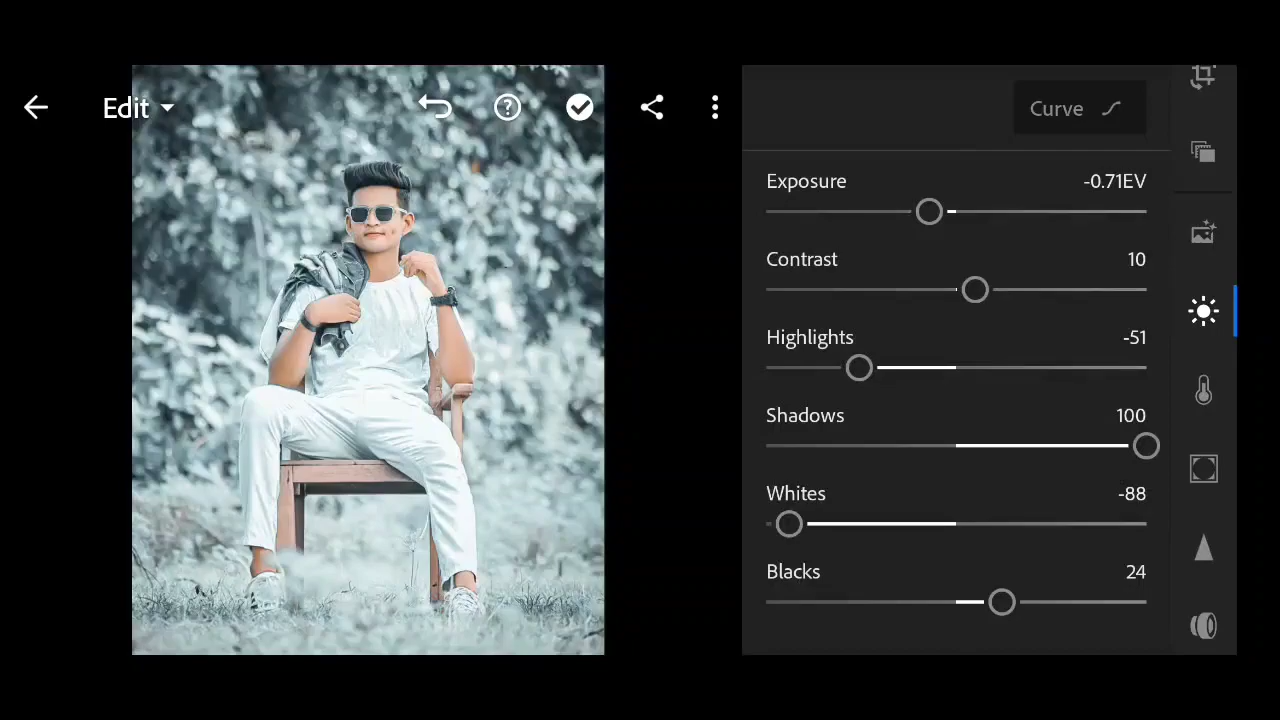 Edit
Curve
Exposure -0.71EV
Contrast 10
Highlights -51
Shadows 100
Whites -88
Blacks 24